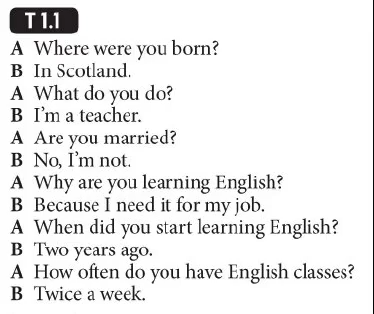 T 1.1
A Where were you born?
B In Scotland.
A What do you do?
B I'm a teacher.
A Are you married?
B No, I'm not.
A Why are you learning English?
B Because I need it for my job.
A When did you start learning English?
B Two years ago.
A How often do you have English classes?
B Twice a week.